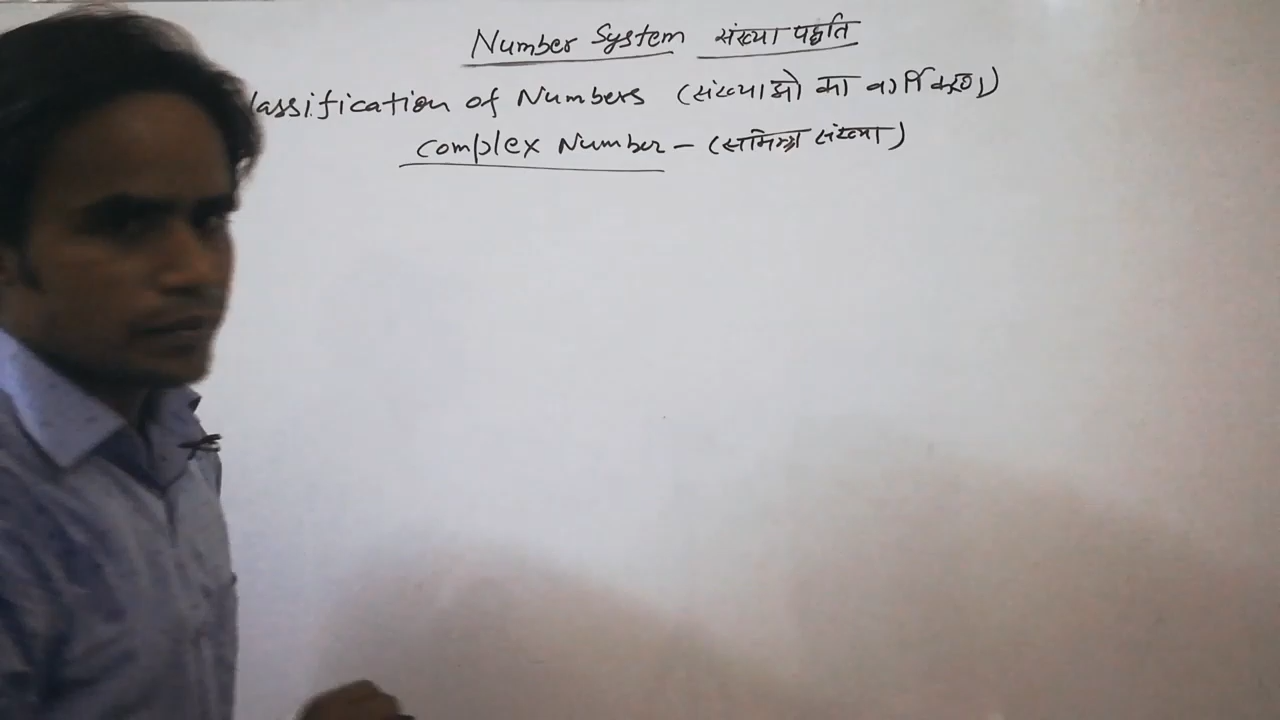 Number System संख्या पद्धति
lassification of Numbers (संख्याओ का वर्गिकरण)
Complex Number - (सम्मिश्र संख्या)